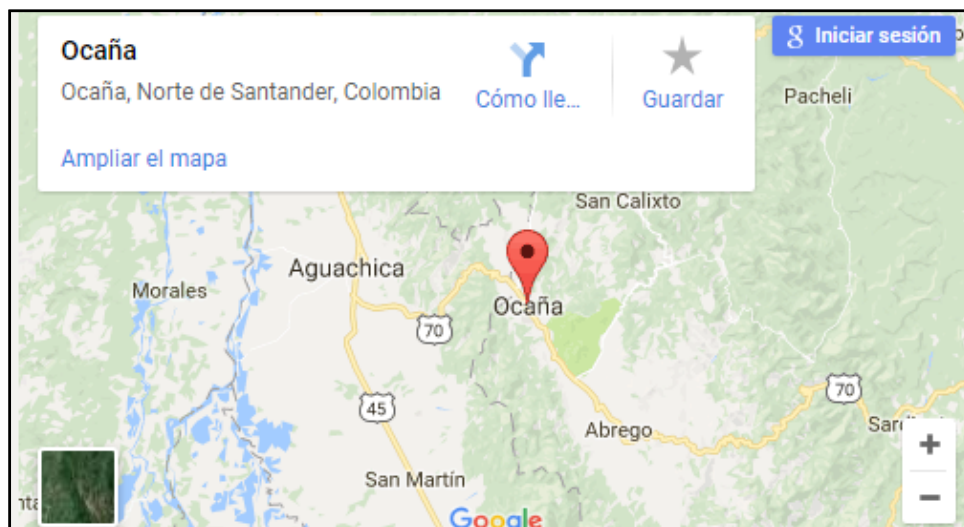 Ocaña
Ocaña, Norte de Santander, Colombia
Cómo lle...
Guardar
Iniciar sesión
Ampliar el mapa
Pacheli
San Calixto
Aguachica
Morales
Ocaña
70
70
45
Abrego
San Martín
Google
+
−